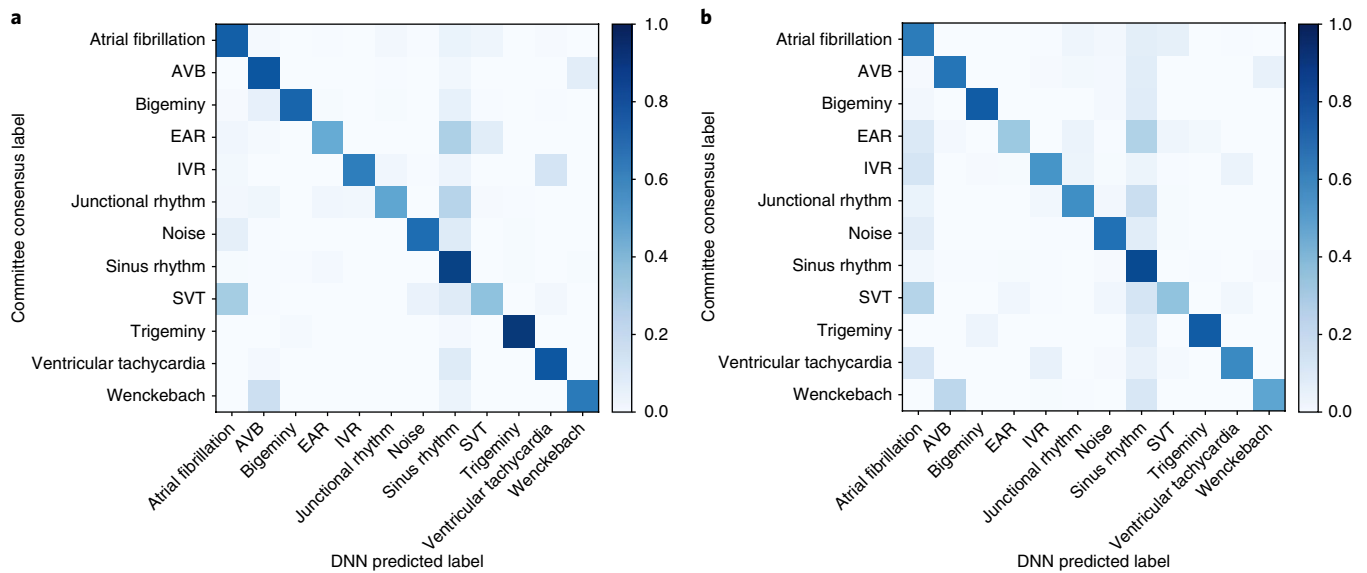 a
Committee consensus label
Atrial fibrillation
AVB
Bigeminy
EAR
IVR
Junctional rhythm
Noise
Sinus rhythm
SVT
Trigeminy
Ventricular tachycardia
Wenckebach
Atrial fibrillation
AVB
Bigeminy
EAR
IVR
Junctional rhythm
Noise
Sinus rhythm
SVT
Trigeminy
Ventricular tachycardia
Wenckebach
DNN predicted label
1.0
0.8
0.6
0.4
0.2
0.0
b
Committee consensus label
Atrial fibrillation
AVB
Bigeminy
EAR
IVR
Junctional rhythm
Noise
Sinus rhythm
SVT
Trigeminy
Ventricular tachycardia
Wenckebach
Atrial fibrillation
AVB
Bigeminy
EAR
IVR
Junctional rhythm
Noise
Sinus rhythm
SVT
Trigeminy
Ventricular tachycardia
Wenckebach
DNN predicted label
1.0
0.8
0.6
0.4
0.2
0.0